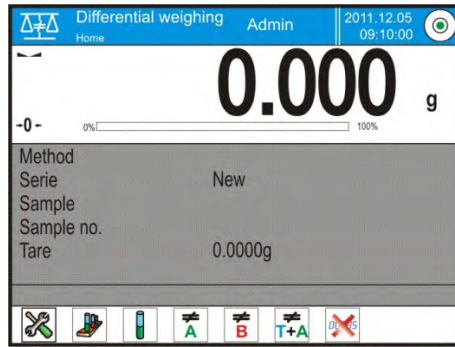 Differential weighing
Home
Admin
2011.12.05
09:10:00
0.000 g
→0←
0% 100%
Method
Serie New
Sample
Sample no.
Tare 0.0000g
≠ A
≠ B
≠ T+A